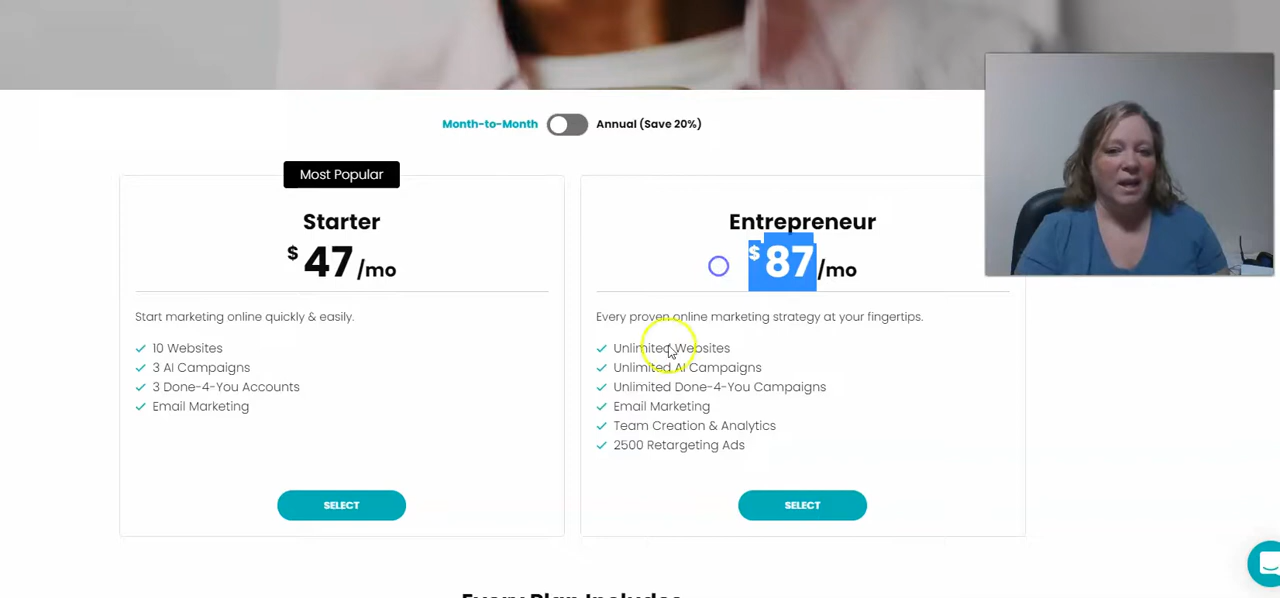 Month-to-Month Annual (Save 20%)
Most Popular
Starter
$47/mo
Start marketing online quickly & easily.
10 Websites
3 AI Campaigns
3 Done-4-You Accounts
Email Marketing
SELECT
Entrepreneur
$87/mo
Every proven online marketing strategy at your fingertips.
Unlimited Websites
Unlimited AI Campaigns
Unlimited Done-4-You Campaigns
Email Marketing
Team Creation & Analytics
2500 Retargeting Ads
SELECT
Every Plan Includes